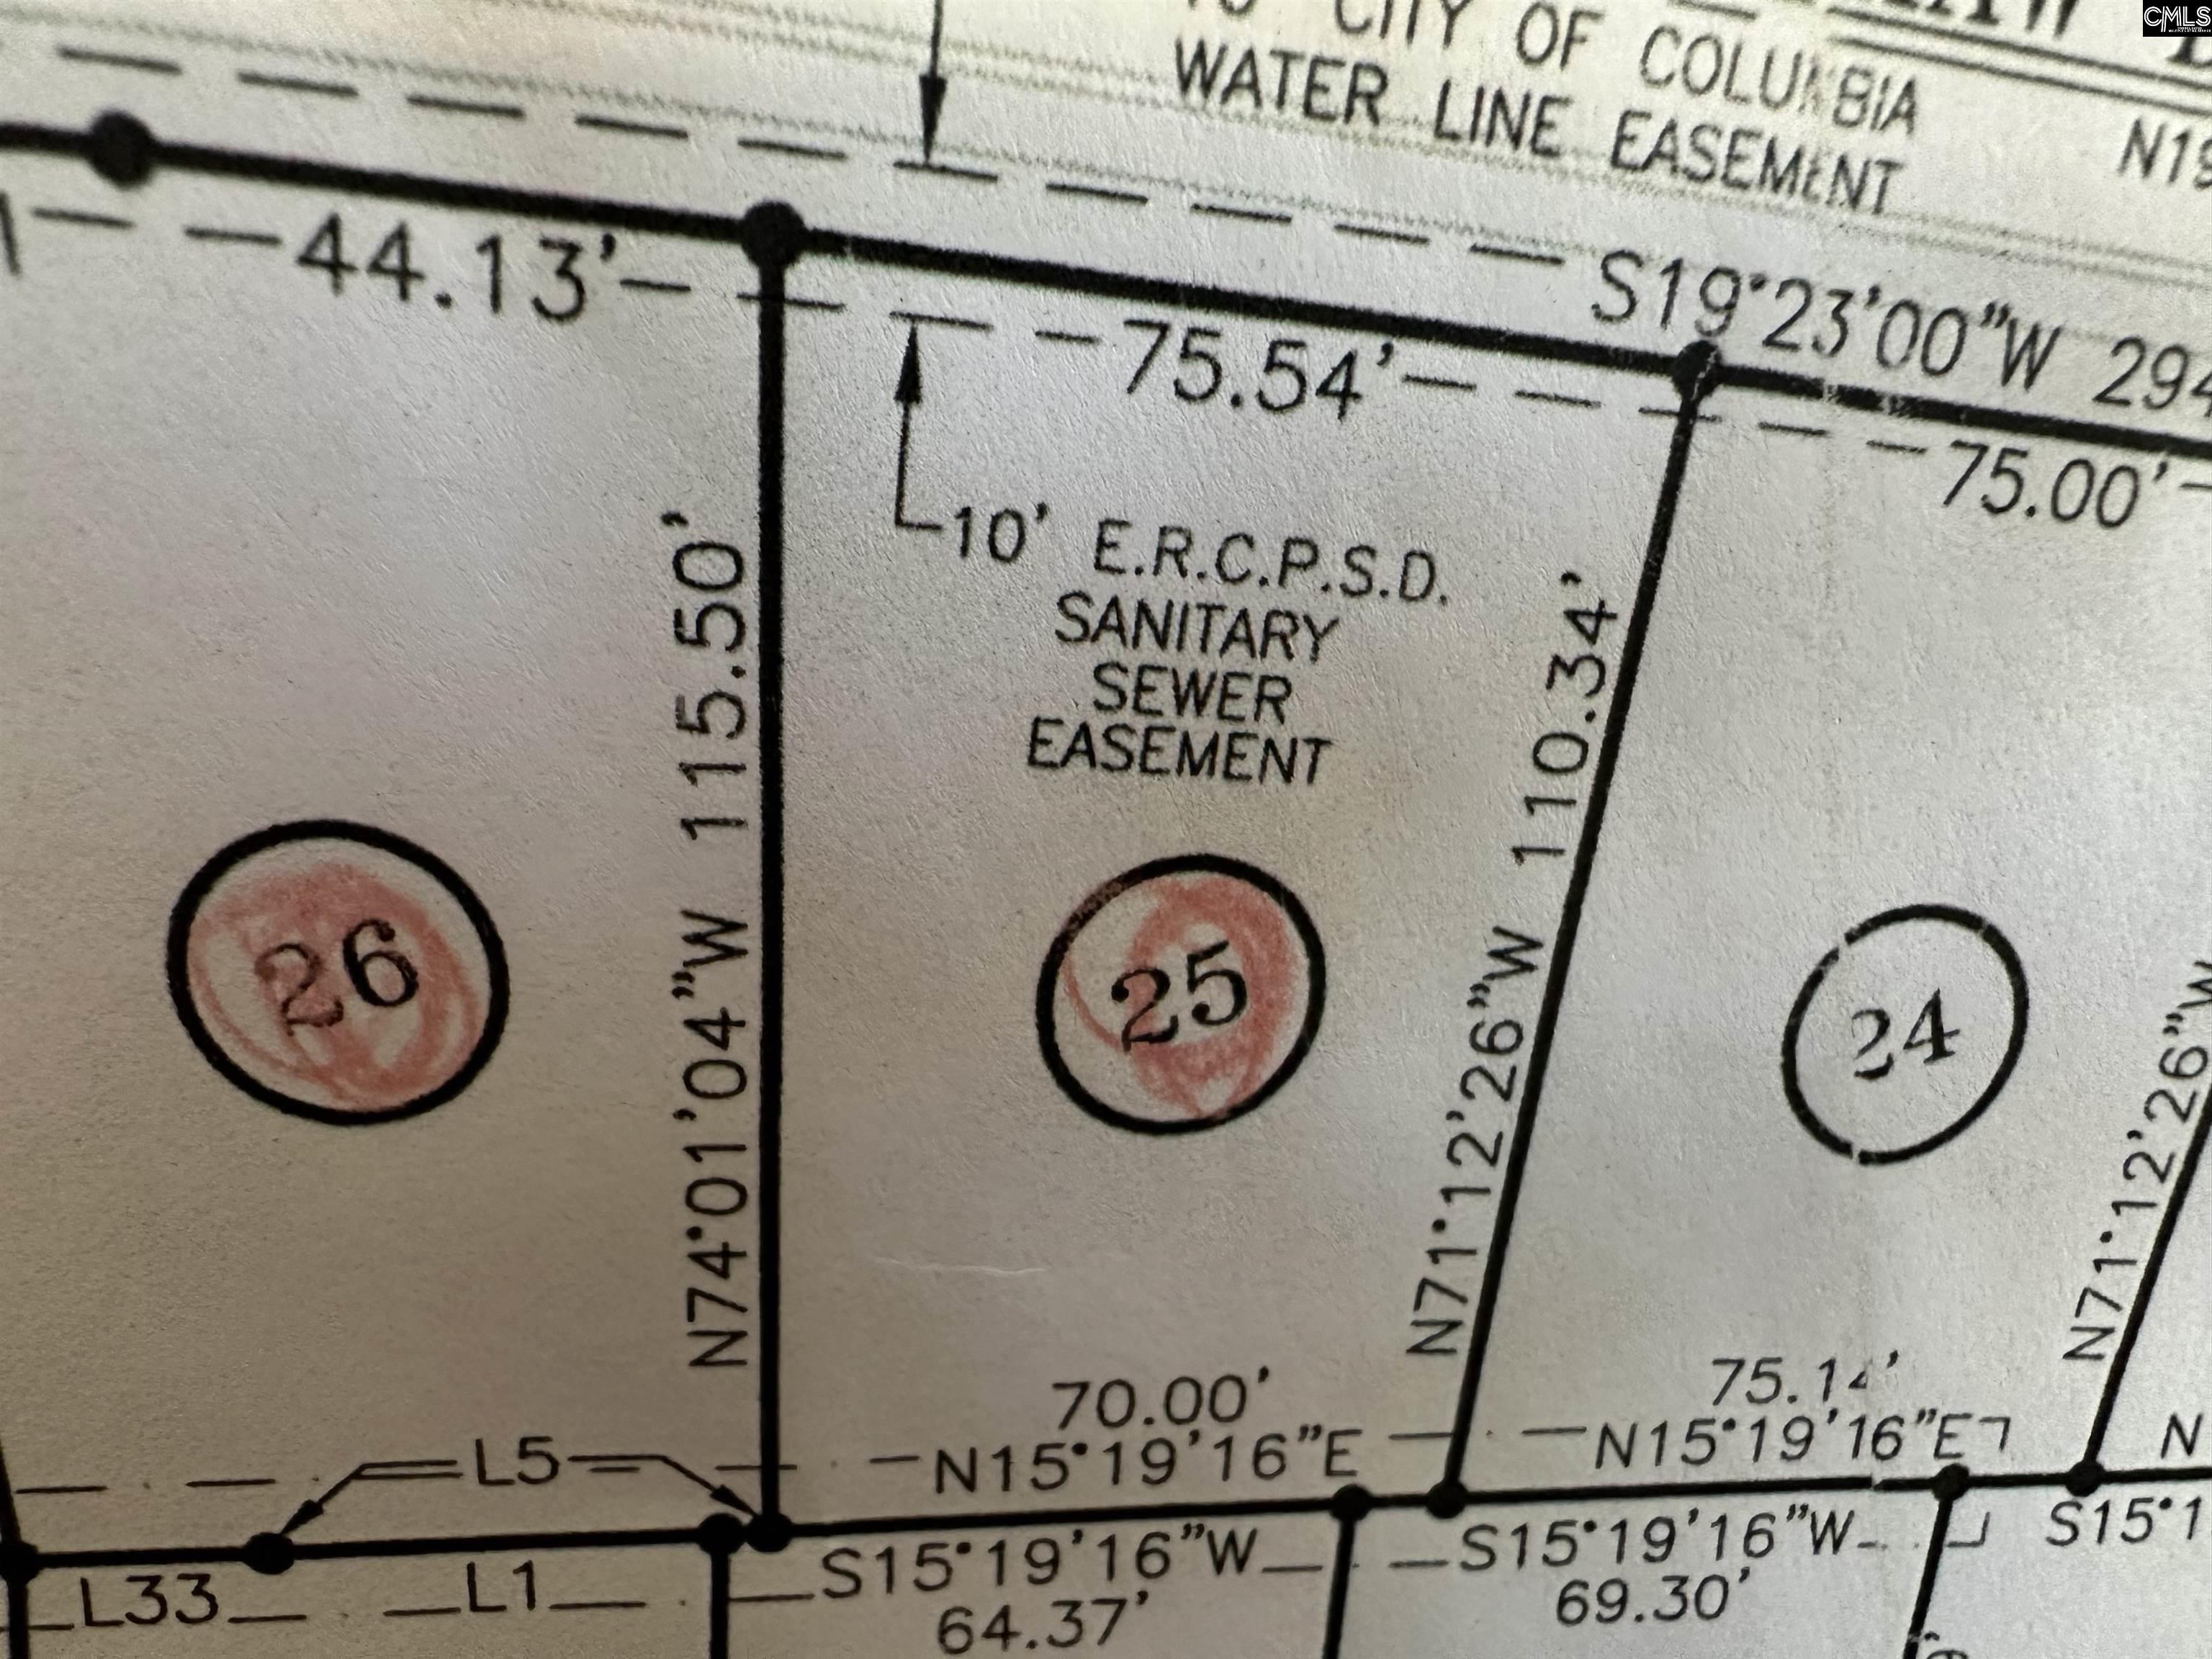 CMLS
CITY OF COLUMBIA
WATER LINE EASEMENT
44.13'
75.54'
S19°23'00"W
75.00'
10' E.R.C.P.S.D.
SANITARY
SEWER
EASEMENT
N74°01'04"W 115.50'
N71°12'26"W 110.34'
N71°12'26"W
26
25
24
L5
70.00'
N15°19'16"E
75.14'
N15°19'16"E
N
L33
L1
S15°19'16"W
64.37'
S15°19'16"W
69.30'
S15°1